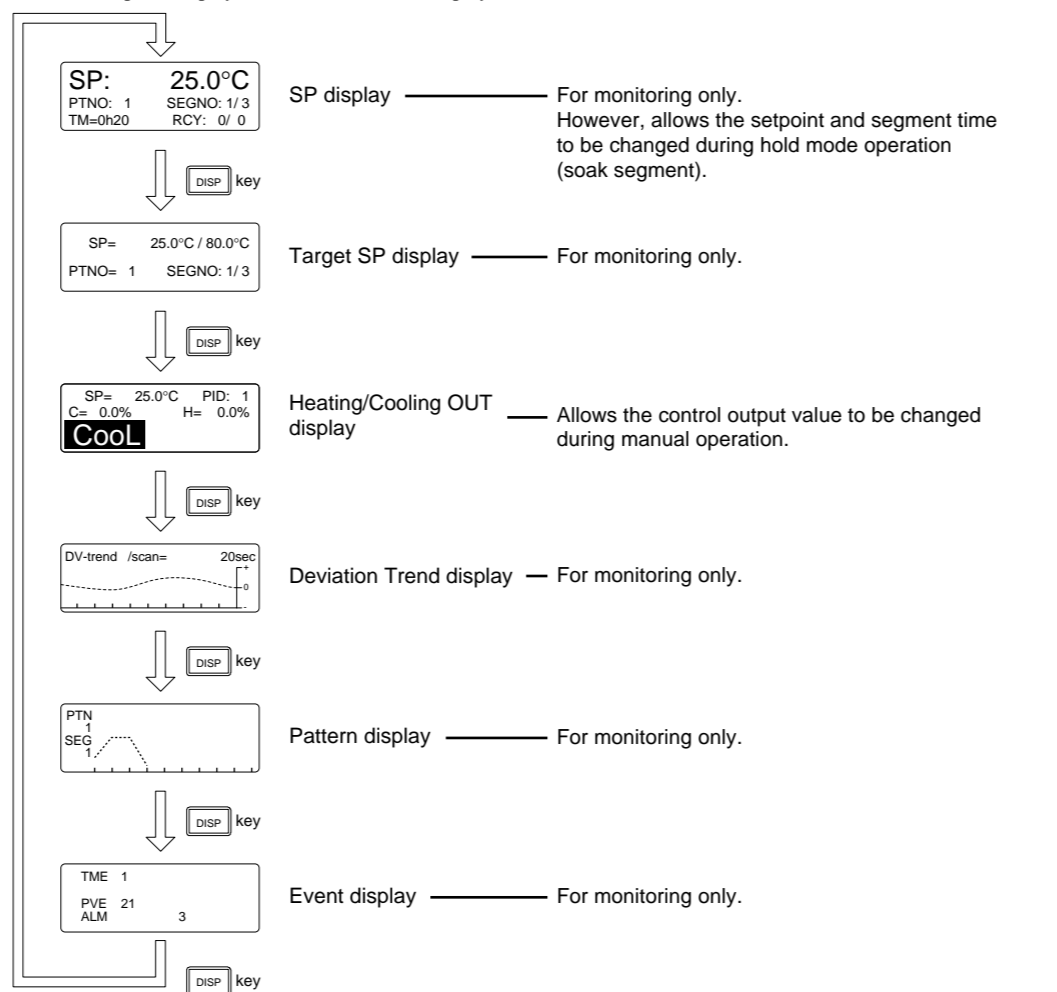 SP: 25.0°C
PTNO: 1 SEGNO: 1/ 3
TM=0h20 RCY: 0/ 0
SP display
For monitoring only.
However, allows the setpoint and segment time
to be changed during hold mode operation
(soak segment).
DISP key
SP= 25.0°C / 80.0°C
PTNO= 1 SEGNO: 1/ 3
Target SP display
For monitoring only.
DISP key
SP= 25.0°C PID: 1
C= 0.0% H= 0.0%
CooL
Heating/Cooling OUT
display
Allows the control output value to be changed
during manual operation.
DISP key
DV-trend /scan= 20sec
+
0
-
Deviation Trend display
For monitoring only.
DISP key
PTN
1
SEG
1
Pattern display
For monitoring only.
DISP key
TME 1
PVE 21
ALM 3
Event display
For monitoring only.
DISP key